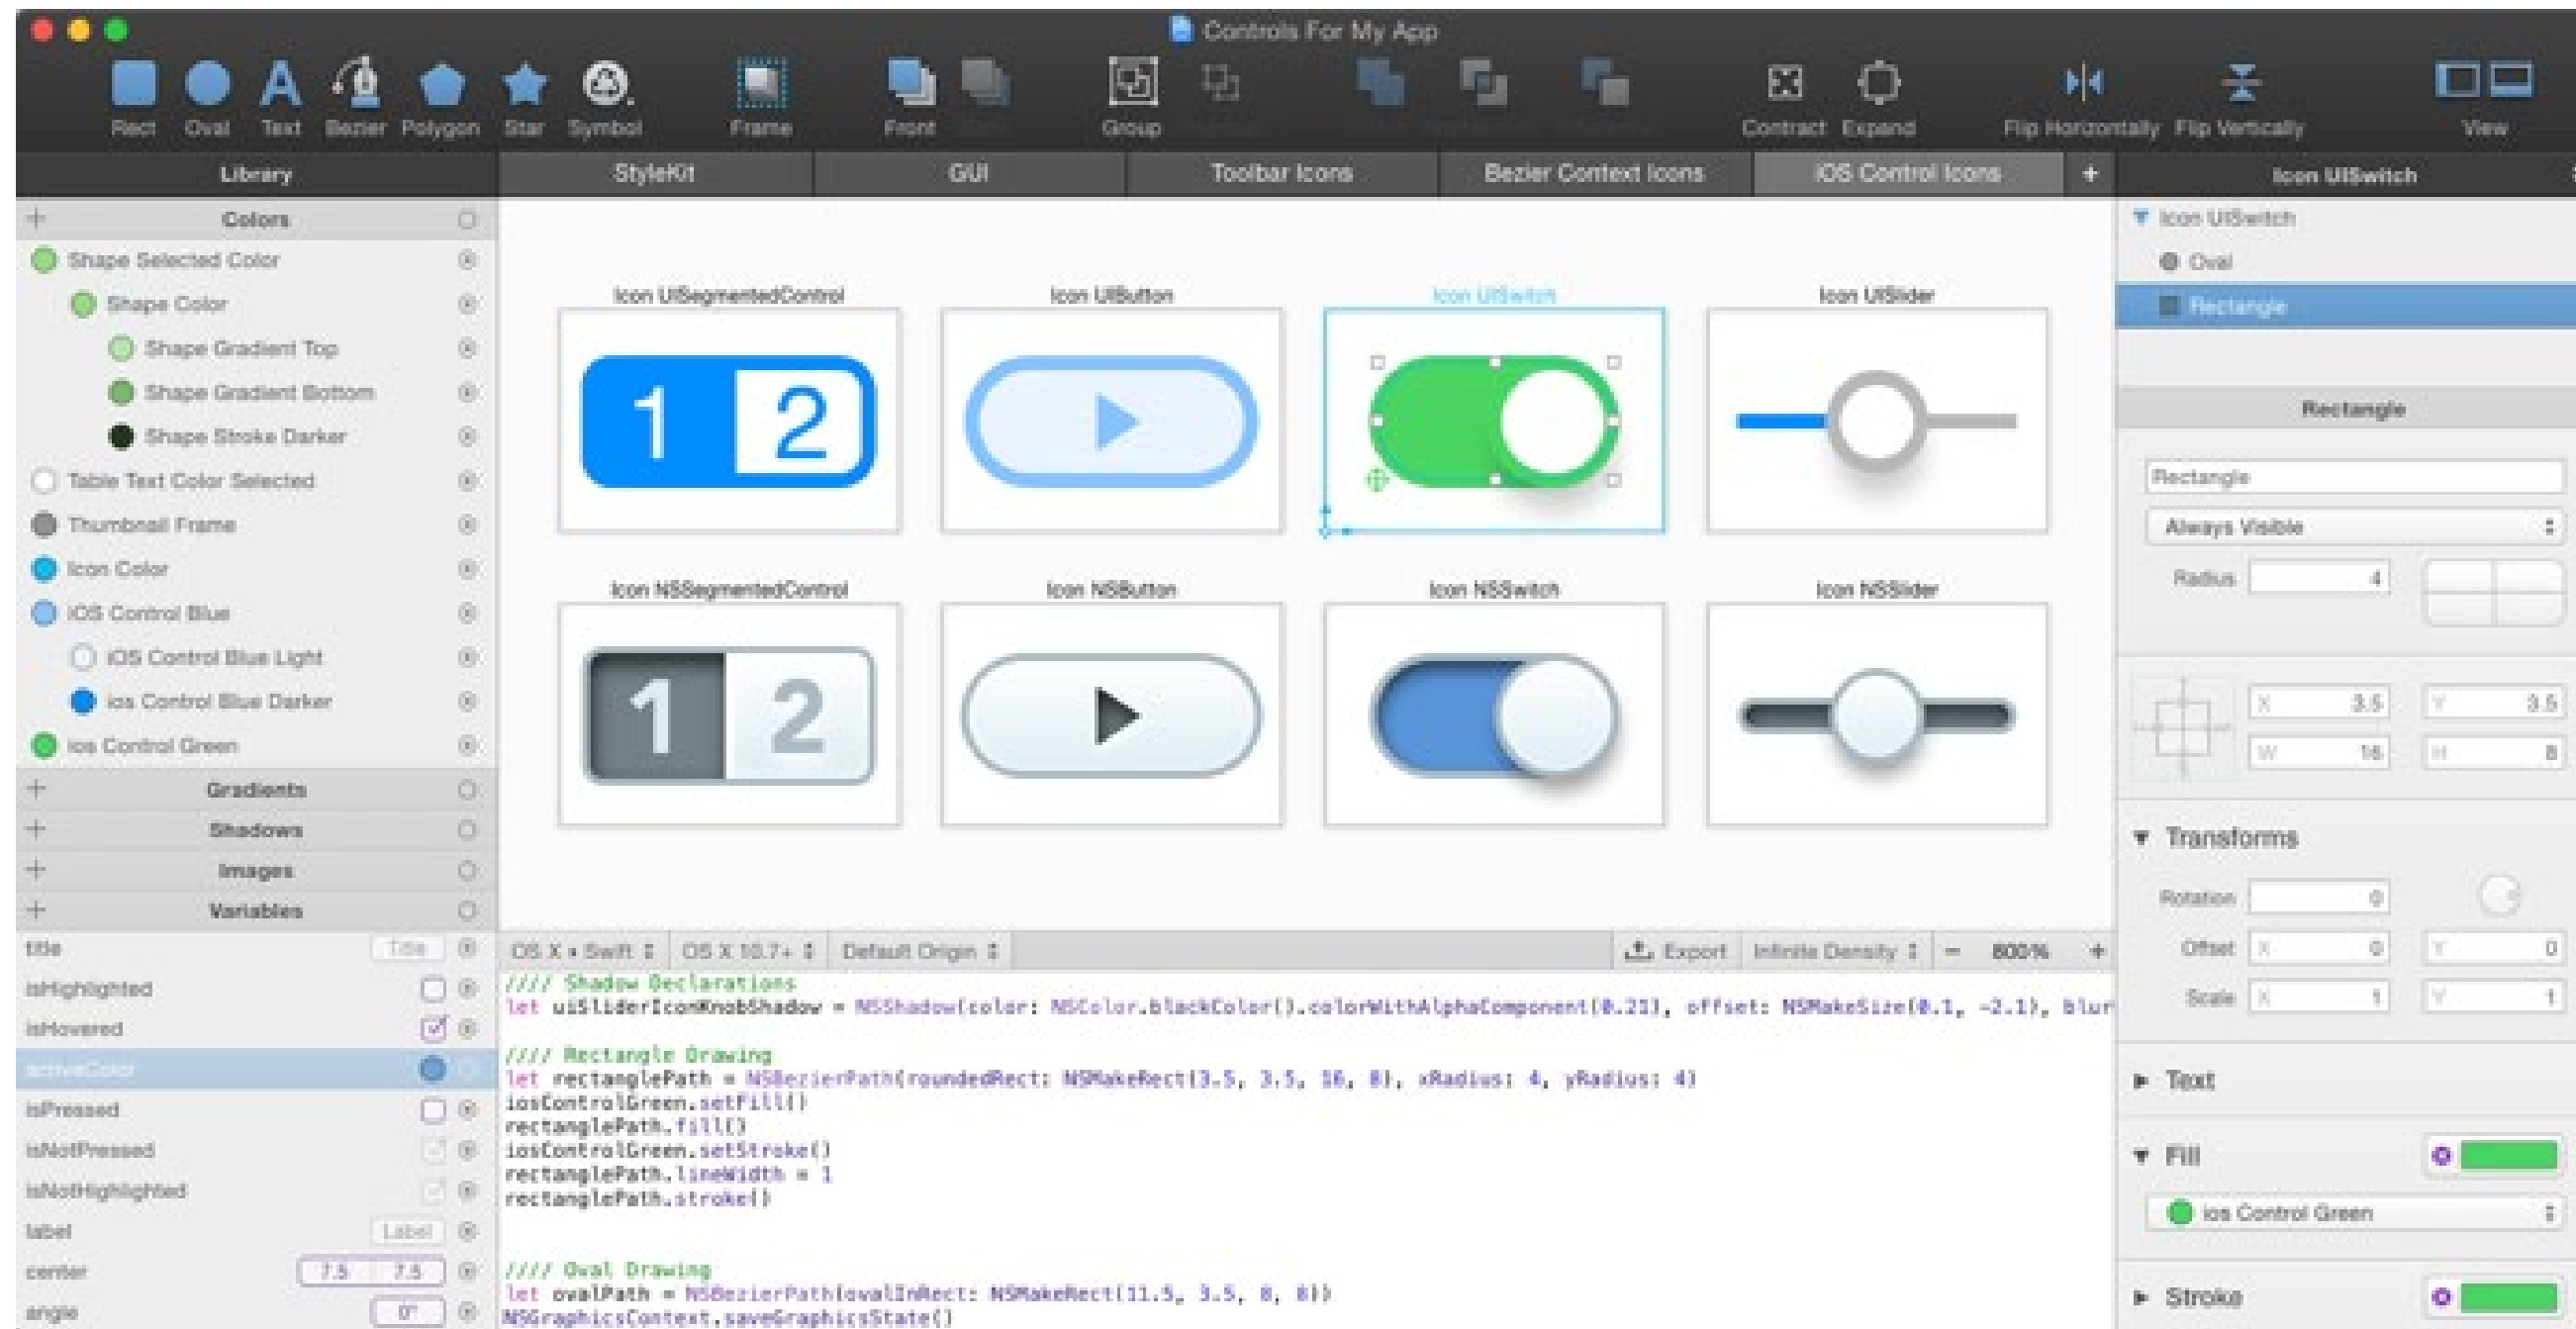 Controls For My App
Rect Oval Text Bezier Polygon Star Symbol Frame Front Group Contract Expand Flip Horizontally Flip Vertically View
Library StyleKit GUI Toolbar Icons Bezier Context Icons iOS Control Icons + Icon UISwitch
+ Colors
Shape Selected Color
Shape Color
Shape Gradient Top
Shape Gradient Bottom
Shape Stroke Darker
Table Text Color Selected
Thumbnail Frame
Icon Color
iOS Control Blue
iOS Control Blue Light
ios Control Blue Darker
ios Control Green
+ Gradients
+ Shadows
+ Images
+ Variables
title Title
isHighlighted
isHovered
activeColor
isPressed
isNotPressed
isNotHighlighted
label Label
center 7.5 7.5
angle 0°
Icon UISegmentedControl Icon UIButton Icon UISwitch Icon UISlider
1 2
Icon NSSegmentedControl Icon NSButton Icon NSSwitch Icon NSSlider
1 2
OS X • Swift OS X 10.7+ Default Origin Export Infinite Density − 800% +
//// Shadow Declarations
let uiSliderIconKnobShadow = NSShadow(color: NSColor.blackColor().colorWithAlphaComponent(0.21), offset: NSMakeSize(0.1, -2.1), blur
//// Rectangle Drawing
let rectanglePath = NSBezierPath(roundedRect: NSMakeRect(3.5, 3.5, 16, 8), xRadius: 4, yRadius: 4)
iosControlGreen.setFill()
rectanglePath.fill()
iosControlGreen.setStroke()
rectanglePath.lineWidth = 1
rectanglePath.stroke()
//// Oval Drawing
let ovalPath = NSBezierPath(ovalInRect: NSMakeRect(11.5, 3.5, 8, 8))
NSGraphicsContext.saveGraphicsState()
Icon UISwitch
Oval
Rectangle
Rectangle
Rectangle
Always Visible
Radius 4
X 3.5 Y 3.5
W 16 H 8
Transforms
Rotation 0
Offset X 0 Y 0
Scale X 1 Y 1
Text
Fill
ios Control Green
Stroke